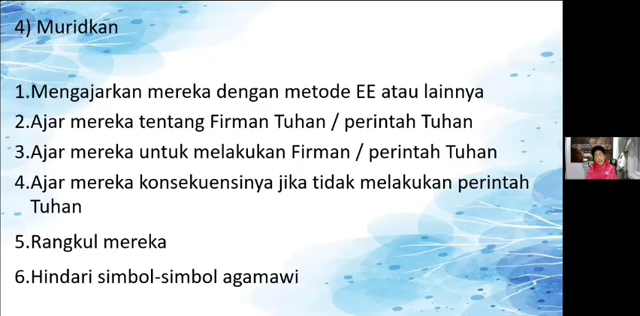 4) Muridkan
1.Mengajarkan mereka dengan metode EE atau lainnya
2.Ajar mereka tentang Firman Tuhan / perintah Tuhan
3.Ajar mereka untuk melakukan Firman / perintah Tuhan
4.Ajar mereka konsekuensinya jika tidak melakukan perintah
Tuhan
5.Rangkul mereka
6.Hindari simbol-simbol agamawi